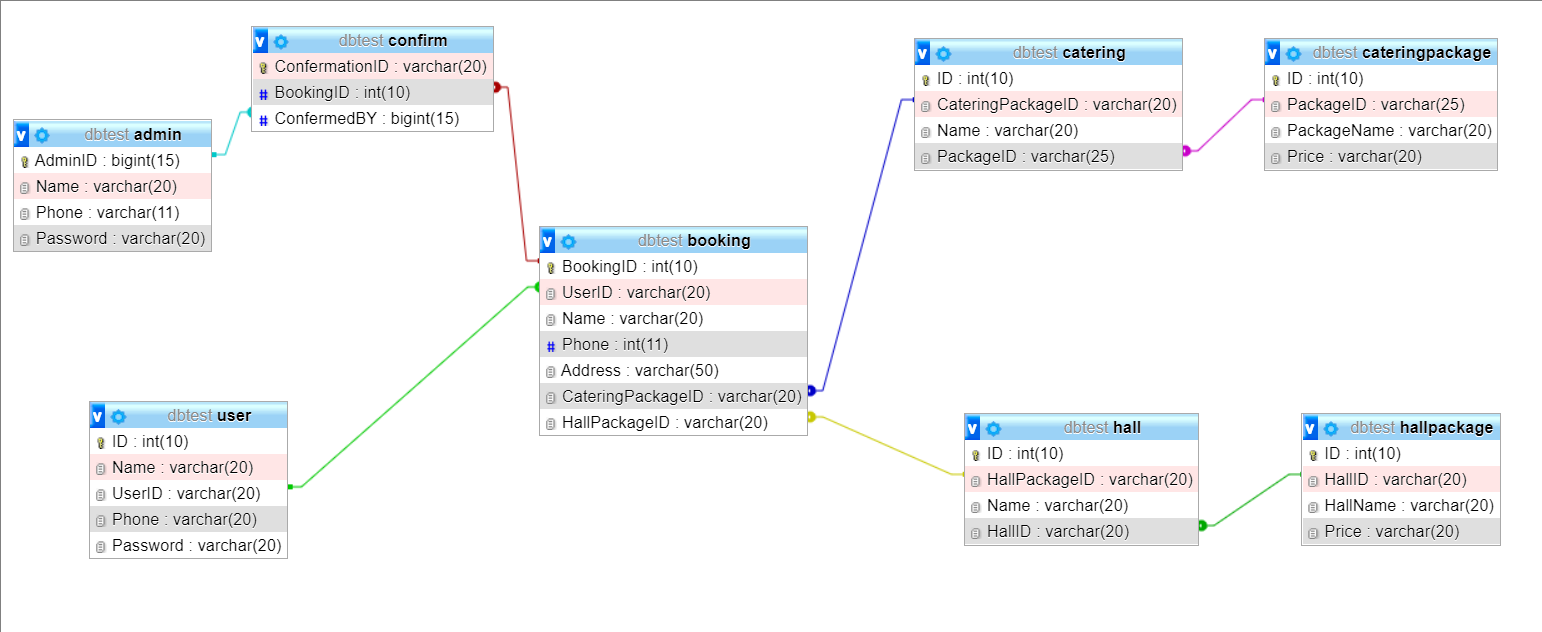 dbtest confirm
ConfermationID : varchar(20)
BookingID : int(10)
ConfermedBY : bigint(15)
dbtest admin
AdminID : bigint(15)
Name : varchar(20)
Phone : varchar(11)
Password : varchar(20)
dbtest catering
ID : int(10)
CateringPackageID : varchar(20)
Name : varchar(20)
PackageID : varchar(25)
dbtest cateringpackage
ID : int(10)
PackageID : varchar(25)
PackageName : varchar(20)
Price : varchar(20)
dbtest booking
BookingID : int(10)
UserID : varchar(20)
Name : varchar(20)
Phone : int(11)
Address : varchar(50)
CateringPackageID : varchar(20)
HallPackageID : varchar(20)
dbtest user
ID : int(10)
Name : varchar(20)
UserID : varchar(20)
Phone : varchar(20)
Password : varchar(20)
dbtest hall
ID : int(10)
HallPackageID : varchar(20)
Name : varchar(20)
HallID : varchar(20)
dbtest hallpackage
ID : int(10)
HallID : varchar(20)
HallName : varchar(20)
Price : varchar(20)